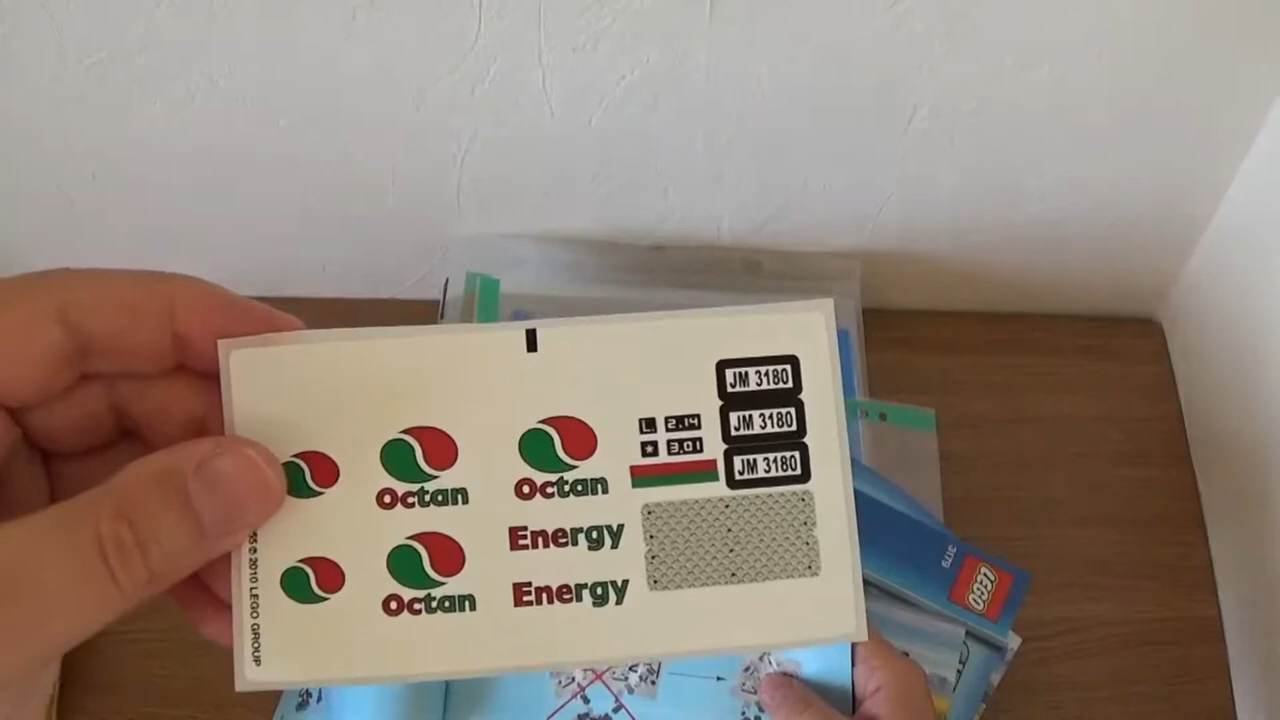 JM 3180
L 2.14
JM 3180
3.01
JM 3180
Octan
Octan
Energy
Octan
Energy
© 2010 LEGO GROUP
3179
LEGO